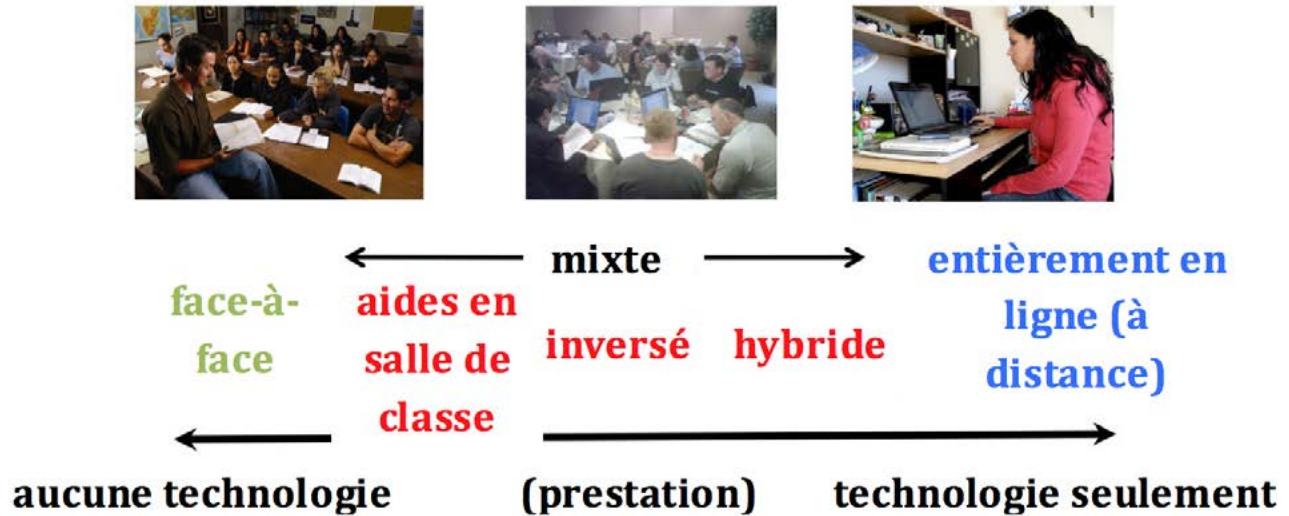 mixte
face-à-
face
aides en
salle de
classe
inversé
hybride
entièrement en
ligne (à
distance)
aucune technologie
(prestation)
technologie seulement